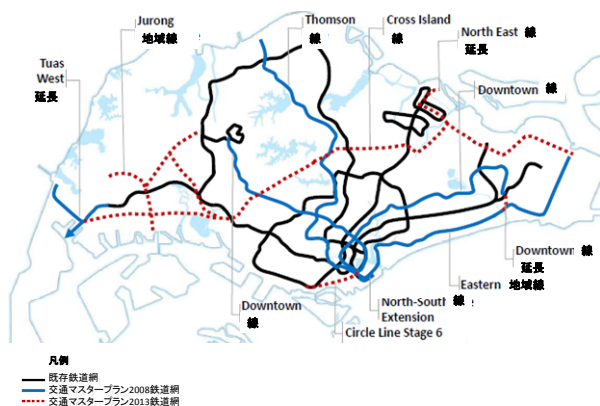 Jurong
地域線
Thomson
線
Cross Island
線
North East 線
延長
Tuas
West
延長
Downtown 線
Downtown 線
延長
Eastern 地域線
線
North-South
Extension
Downtown
線
Circle Line Stage 6
凡例
既存鉄道網
交通マスタープラン2008鉄道網
交通マスタープラン2013鉄道網